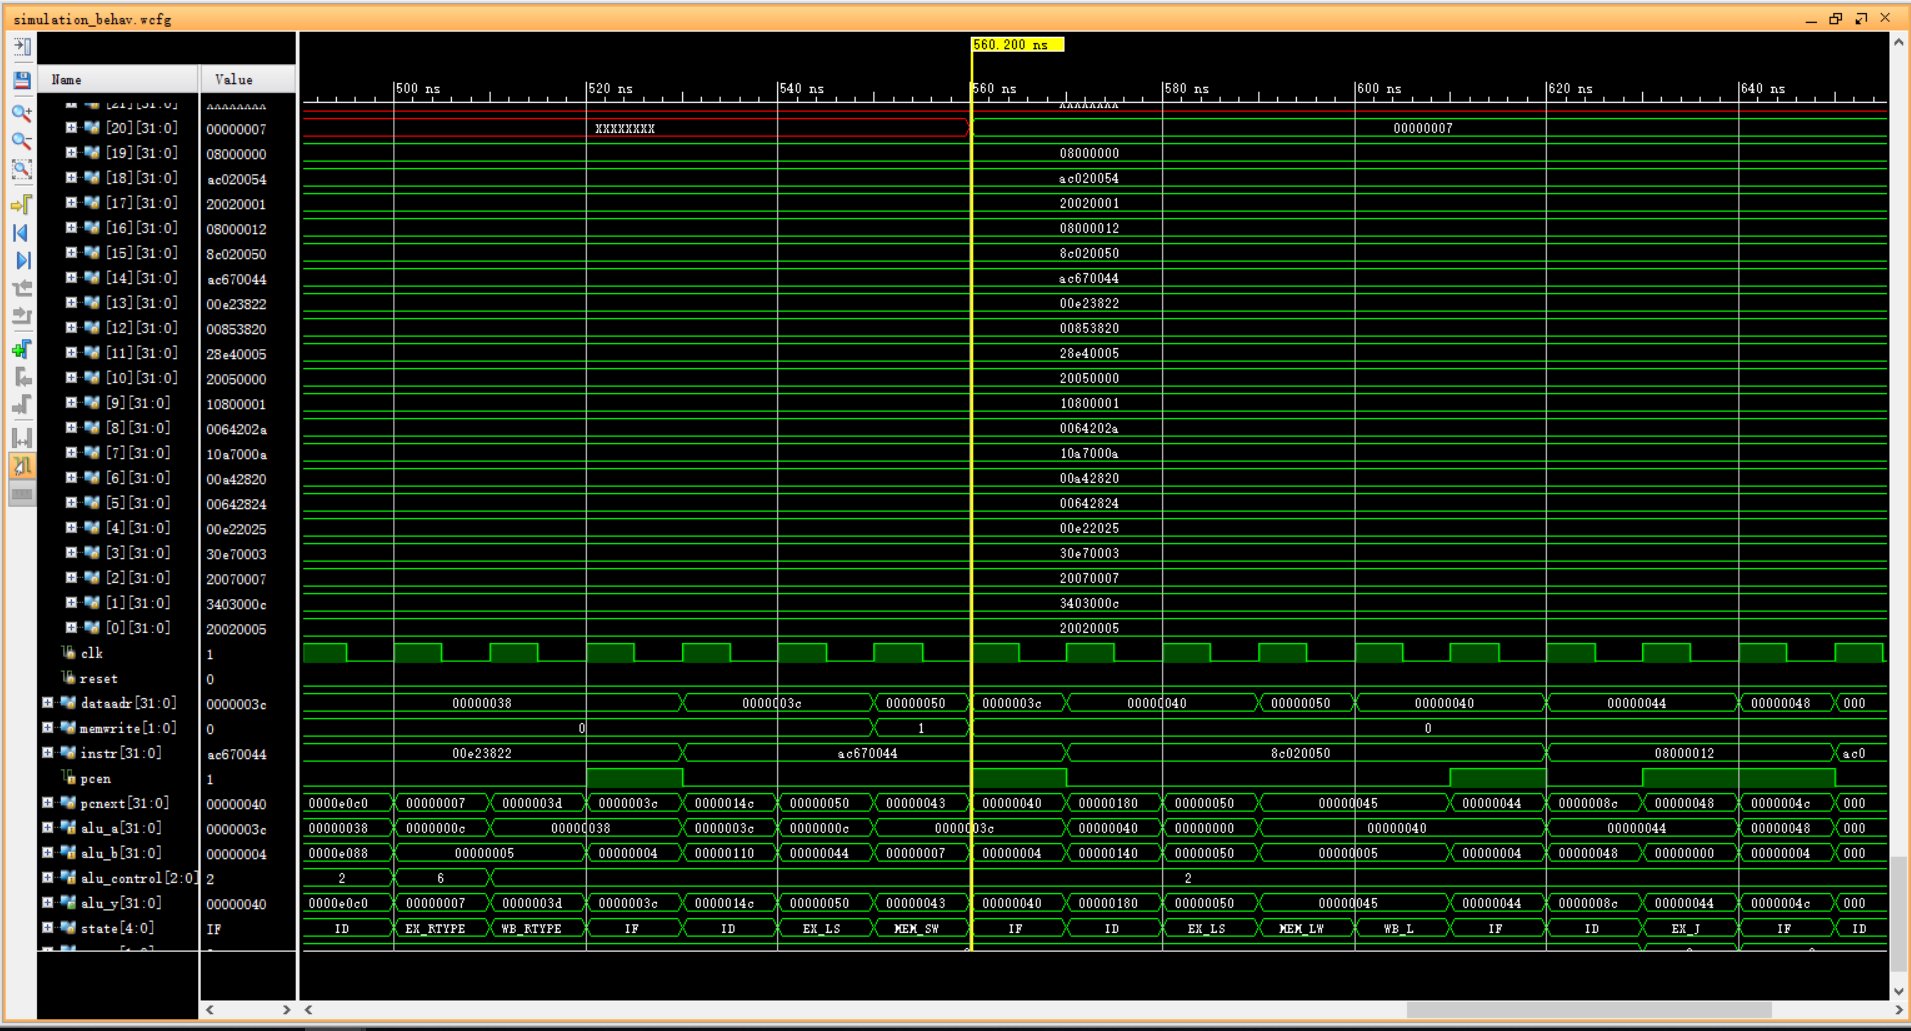 simulation_behav.wcfg
560.200 ns
Name Value
500 ns 520 ns 540 ns 560 ns 580 ns 600 ns 620 ns 640 ns
[21][31:0] XXXXXXXX XXXXXXXX
[20][31:0] 00000007 XXXXXXXX 00000007
[19][31:0] 08000000 08000000
[18][31:0] ac020054 ac020054
[17][31:0] 20020001 20020001
[16][31:0] 08000012 08000012
[15][31:0] 8c020050 8c020050
[14][31:0] ac670044 ac670044
[13][31:0] 00e23822 00e23822
[12][31:0] 00853820 00853820
[11][31:0] 28e40005 28e40005
[10][31:0] 20050000 20050000
[9][31:0] 10800001 10800001
[8][31:0] 0064202a 0064202a
[7][31:0] 10a7000a 10a7000a
[6][31:0] 00a42820 00a42820
[5][31:0] 00642824 00642824
[4][31:0] 00e22025 00e22025
[3][31:0] 30e70003 30e70003
[2][31:0] 20070007 20070007
[1][31:0] 3403000c 3403000c
[0][31:0] 20020005 20020005
clk 1
reset 0
dataadr[31:0] 0000003c 00000038 0000003c 00000050 0000003c 00000040 00000050 00000040 00000044 00000048 000
memwrite[1:0] 0 0 1 0
instr[31:0] ac670044 00e23822 ac670044 8c020050 08000012 ac0
pcen 1
pcnext[31:0] 00000040 0000e0c0 00000007 0000003d 0000003c 0000014c 00000050 00000043 00000040 00000180 00000050 00000045 00000044 0000008c 00000048 0000004c 000
alu_a[31:0] 0000003c 00000038 0000000c 00000038 0000003c 0000000c 0000003c 00000040 00000000 00000040 00000044 00000048 000
alu_b[31:0] 00000004 0000e088 00000005 00000004 00000110 00000044 00000007 00000004 00000140 00000050 00000005 00000004 00000048 00000000 00000004 000
alu_control[2:0] 2 2 6 2
alu_y[31:0] 00000040 0000e0c0 00000007 0000003d 0000003c 0000014c 00000050 00000043 00000040 00000180 00000050 00000045 00000044 0000008c 00000044 0000004c 000
state[4:0] IF ID EX_RTYPE WB_RTYPE IF ID EX_LS MEM_SW IF ID EX_LS MEM_LW WB_L IF ID EX_J IF ID